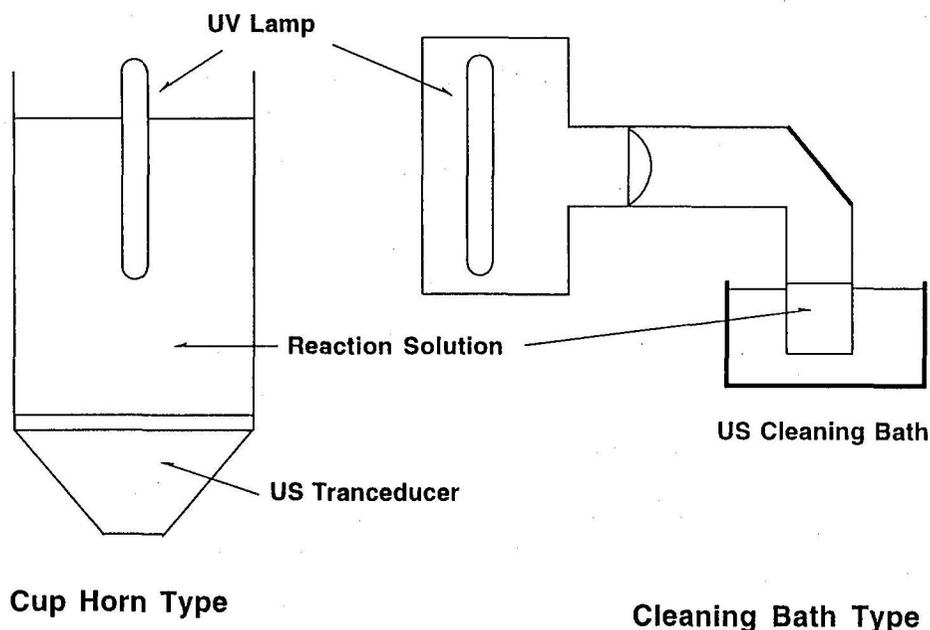 UV Lamp
Reaction Solution
US Cleaning Bath
US Tranceducer
Cup Horn Type
Cleaning Bath Type